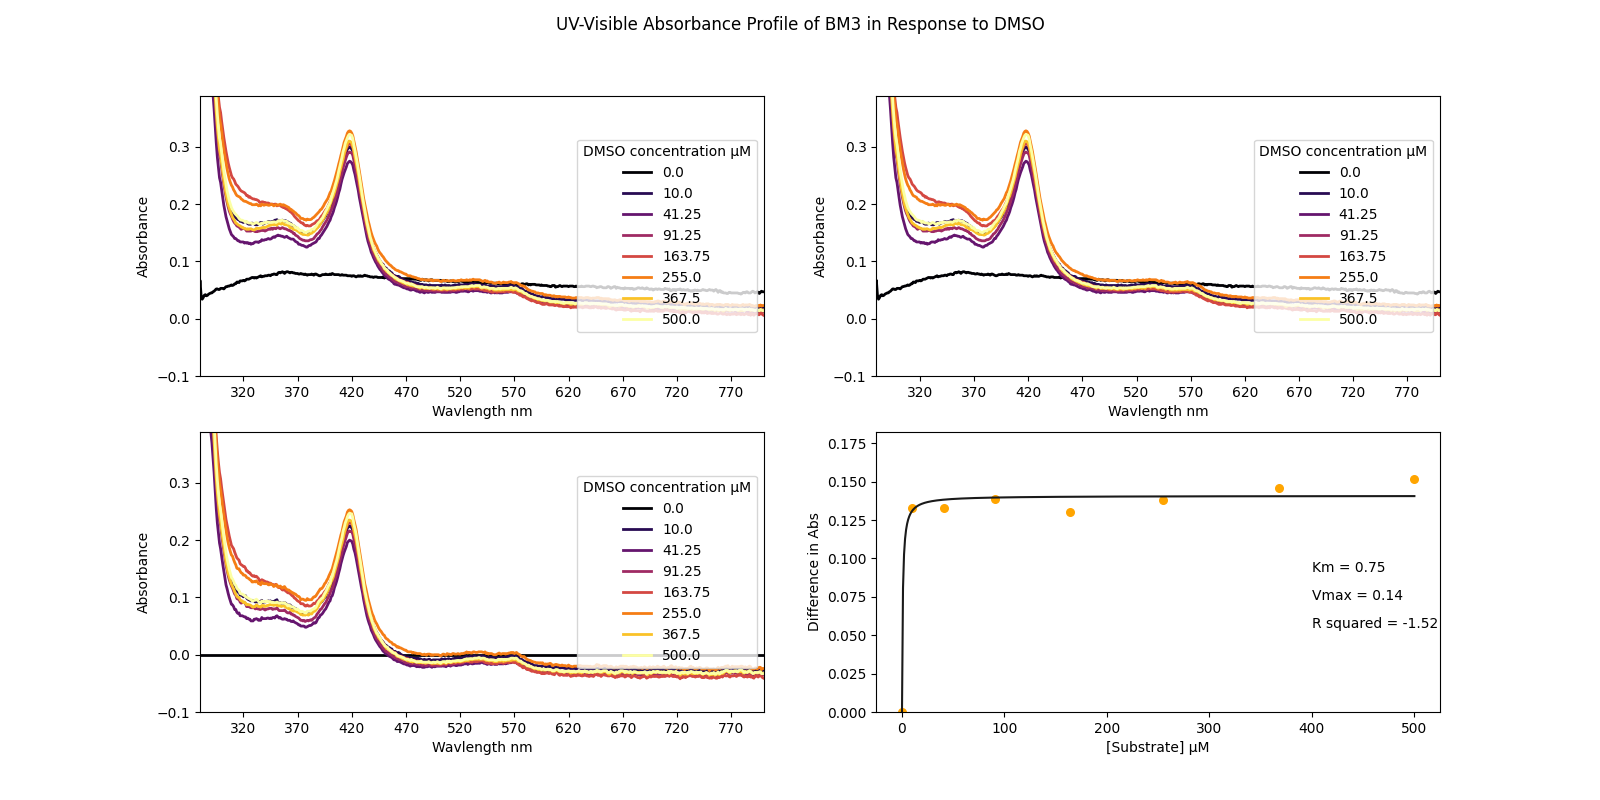 UV-Visible Absorbance Profile of BM3 in Response to DMSO
Absorbance
0.3
0.2
0.1
0.0
−0.1
320 370 420 470 520 570 620 670 720 770
Wavlength nm
DMSO concentration μM
0.0
10.0
41.25
91.25
163.75
255.0
367.5
500.0
Absorbance
0.3
0.2
0.1
0.0
−0.1
320 370 420 470 520 570 620 670 720 770
Wavlength nm
DMSO concentration μM
0.0
10.0
41.25
91.25
163.75
255.0
367.5
500.0
Absorbance
0.3
0.2
0.1
0.0
−0.1
320 370 420 470 520 570 620 670 720 770
Wavlength nm
DMSO concentration μM
0.0
10.0
41.25
91.25
163.75
255.0
367.5
500.0
Difference in Abs
0.175
0.150
0.125
0.100
0.075
0.050
0.025
0.000
0 100 200 300 400 500
[Substrate] μM
Km = 0.75
Vmax = 0.14
R squared = -1.52